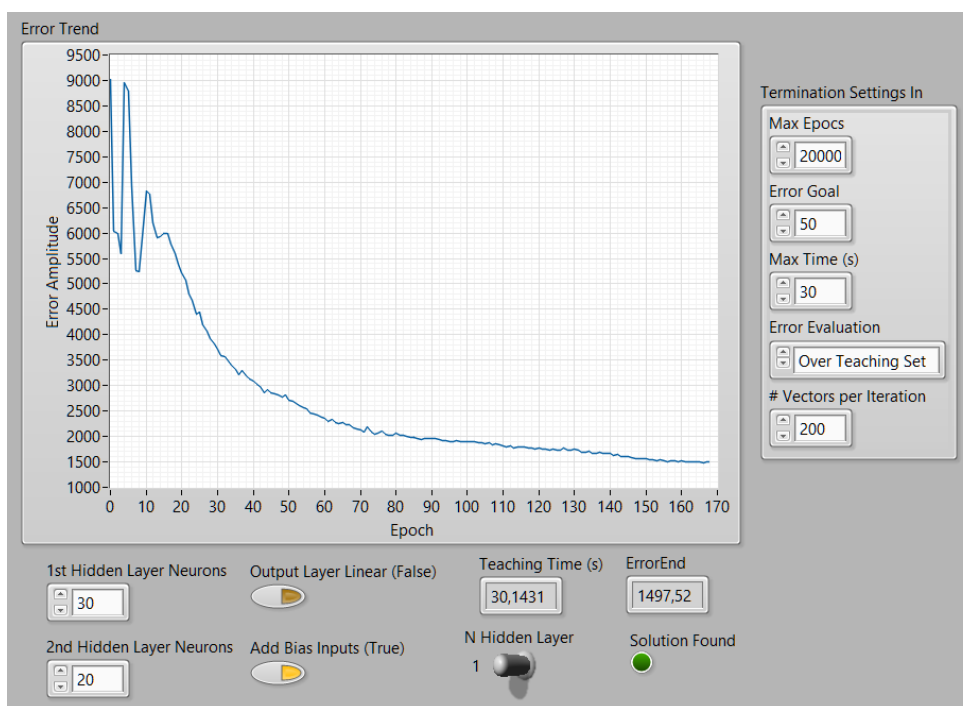 Error Trend
9500
9000
8500
8000
7500
7000
6500
6000
5500
5000
4500
4000
3500
3000
2500
2000
1500
1000
Error Amplitude
0 10 20 30 40 50 60 70 80 90 100 110 120 130 140 150 160 170
Epoch
Termination Settings In
Max Epocs
20000
Error Goal
50
Max Time (s)
30
Error Evaluation
Over Teaching Set
# Vectors per Iteration
200
1st Hidden Layer Neurons
30
Output Layer Linear (False)
Teaching Time (s)
30,1431
ErrorEnd
1497,52
2nd Hidden Layer Neurons
20
Add Bias Inputs (True)
N Hidden Layer
1
Solution Found